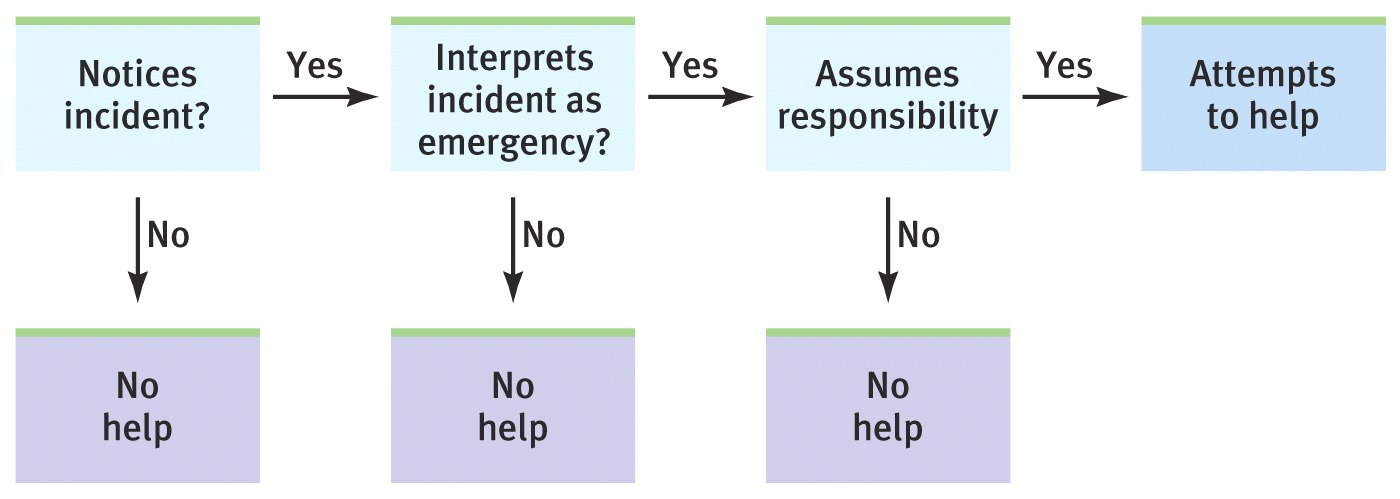 Notices
incident?
Yes
Interprets
incident as
emergency?
Yes
Assumes
responsibility
Yes
Attempts
to help
No
No
No
No
help
No
help
No
help